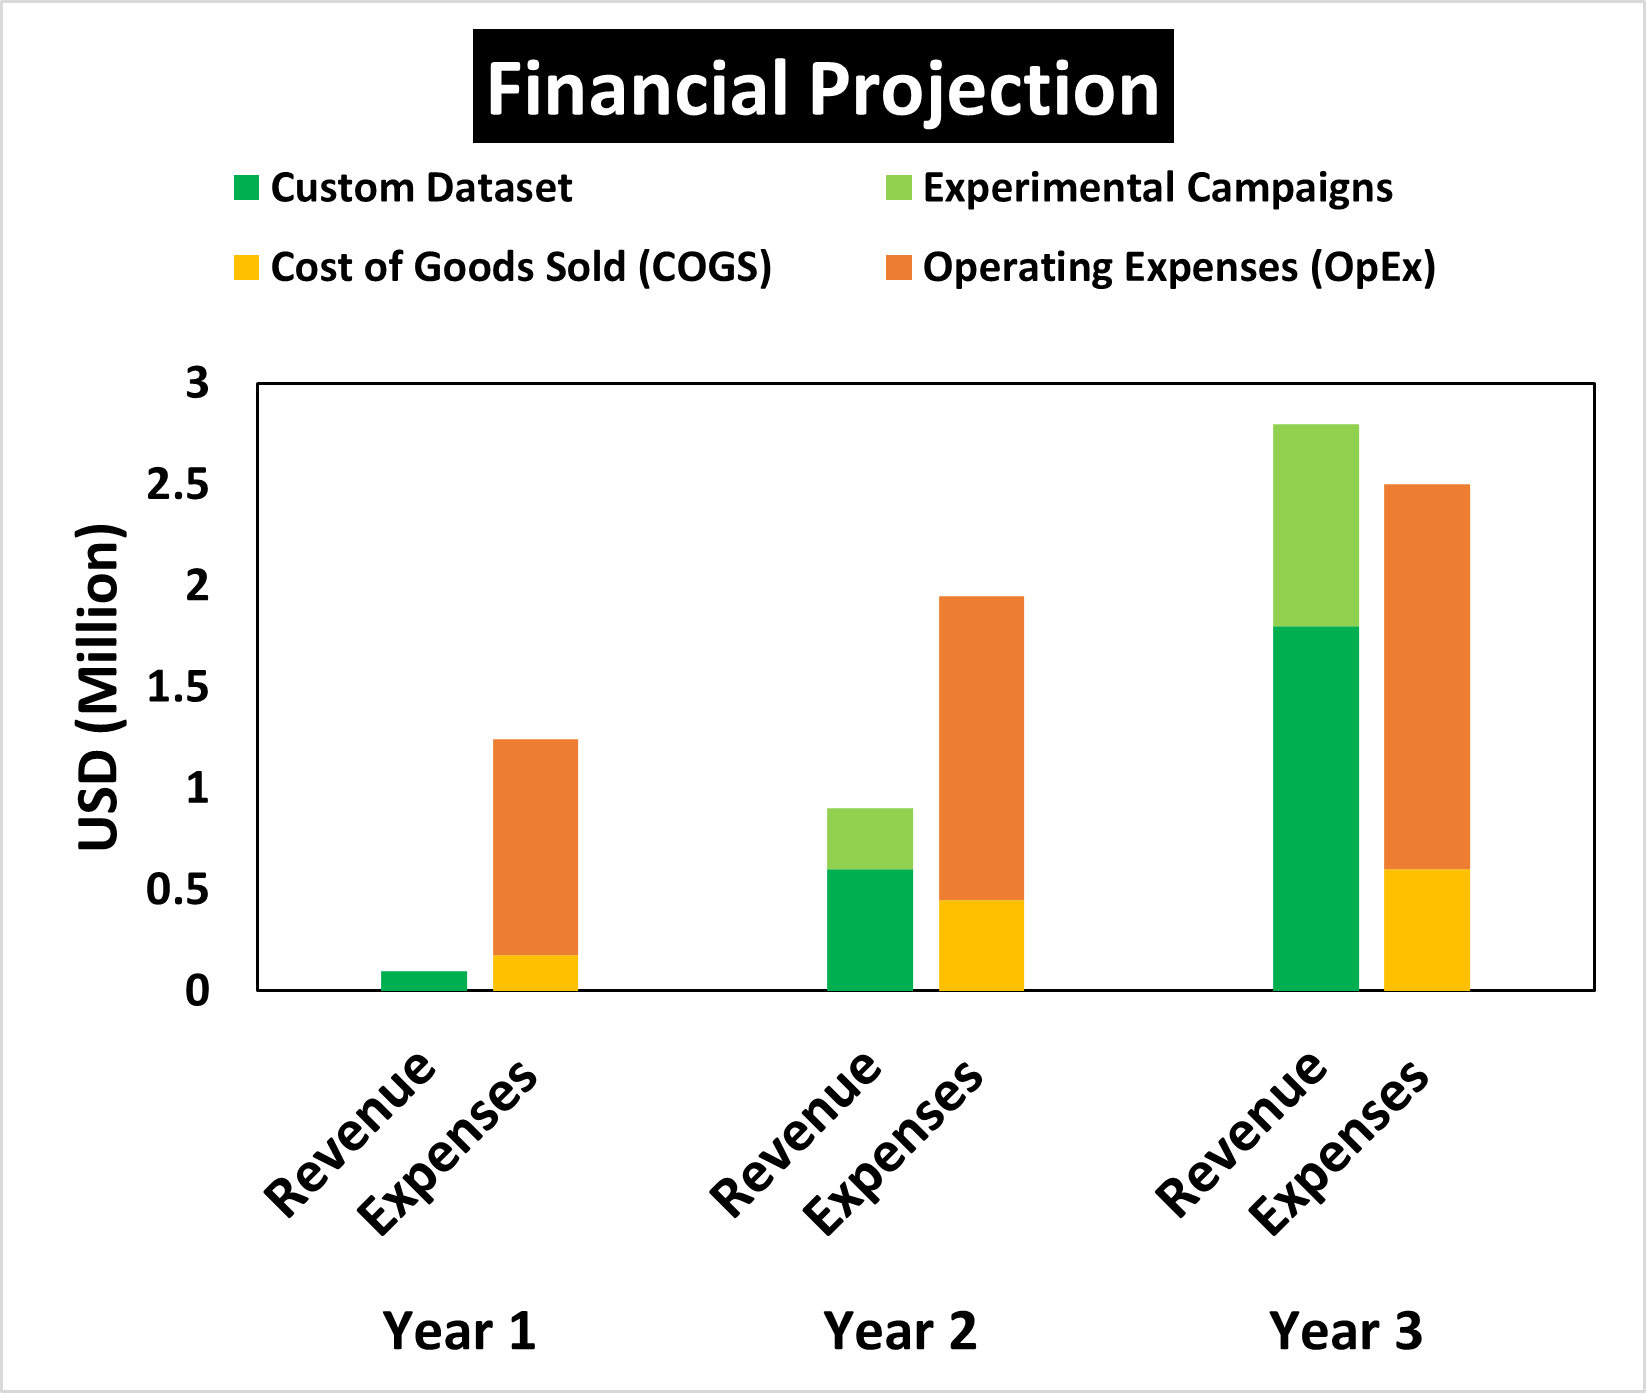 Financial Projection
Custom Dataset
Experimental Campaigns
Cost of Goods Sold (COGS)
Operating Expenses (OpEx)
USD (Million)
3
2.5
2
1.5
1
0.5
0
Revenue
Expenses
Revenue
Expenses
Revenue
Expenses
Year 1
Year 2
Year 3